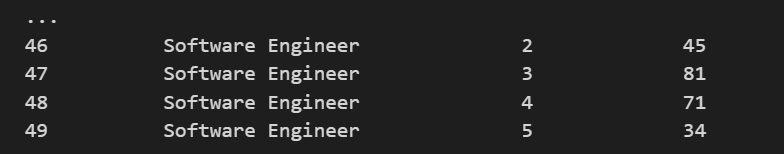 ...
46 Software Engineer 2 45
47 Software Engineer 3 81
48 Software Engineer 4 71
49 Software Engineer 5 34